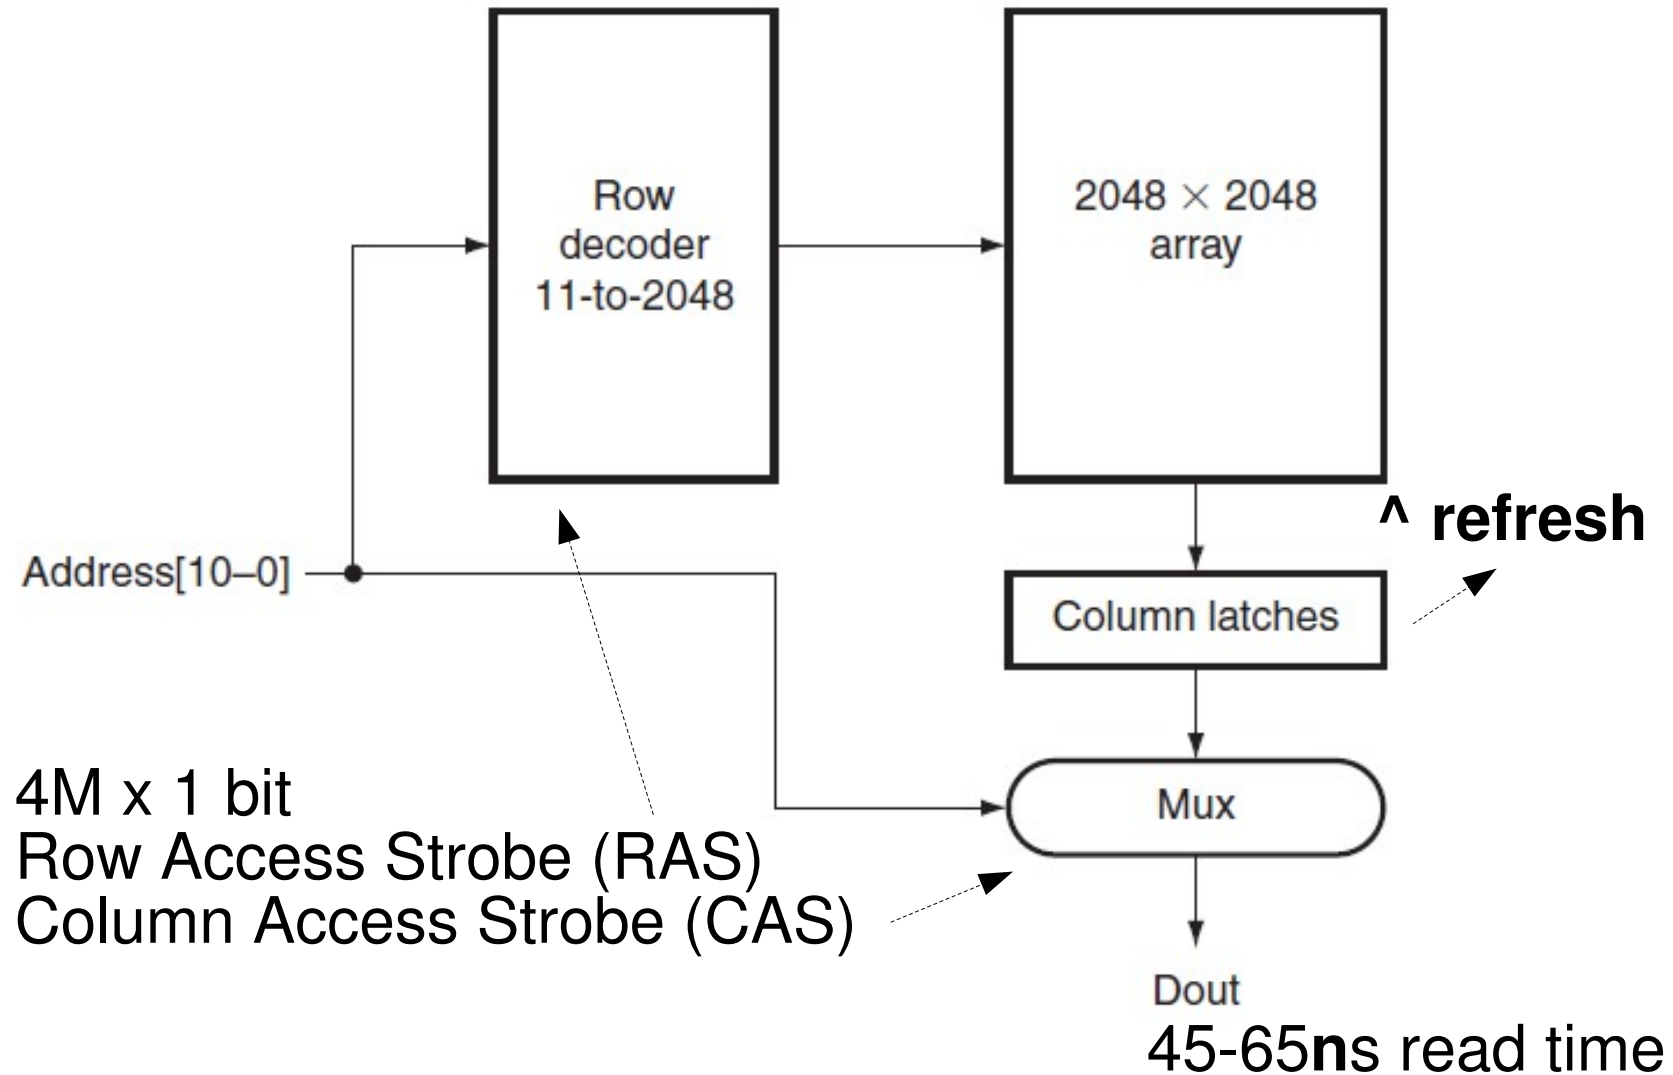 Row
decoder
11-to-2048
2048 × 2048
array
^ refresh
Address[10–0]
Column latches
Mux
4M x 1 bit
Row Access Strobe (RAS)
Column Access Strobe (CAS)
Dout
45-65ns read time